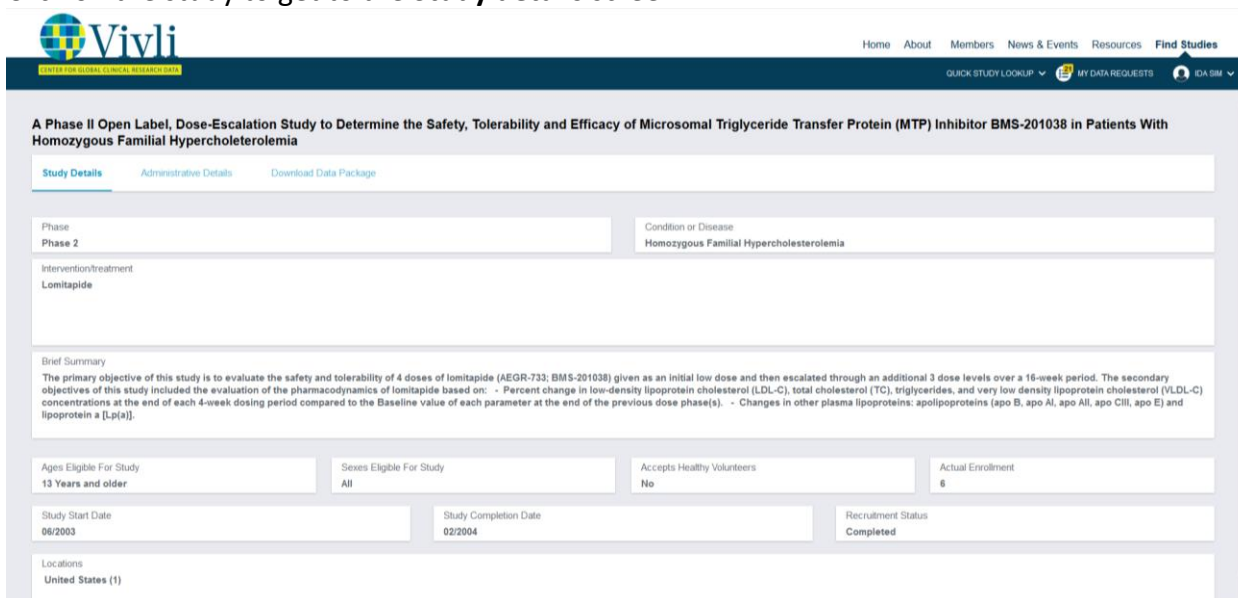 Vivli
CENTER FOR GLOBAL CLINICAL RESEARCH DATA
Home About Members News & Events Resources Find Studies
QUICK STUDY LOOKUP 21 MY DATA REQUESTS IDA SIM
A Phase II Open Label, Dose-Escalation Study to Determine the Safety, Tolerability and Efficacy of Microsomal Triglyceride Transfer Protein (MTP) Inhibitor BMS-201038 in Patients With
Homozygous Familial Hypercholeterolemia
Study Details Administrative Details Download Data Package
Phase
Phase 2
Condition or Disease
Homozygous Familial Hypercholesterolemia
Intervention/treatment
Lomitapide
Brief Summary
The primary objective of this study is to evaluate the safety and tolerability of 4 doses of lomitapide (AEGR-733; BMS-201038) given as an initial low dose and then escalated through an additional 3 dose levels over a 16-week period. The secondary
objectives of this study included the evaluation of the pharmacodynamics of lomitapide based on: - Percent change in low-density lipoprotein cholesterol (LDL-C), total cholesterol (TC), triglycerides, and very low density lipoprotein cholesterol (VLDL-C)
concentrations at the end of each 4-week dosing period compared to the Baseline value of each parameter at the end of the previous dose phase(s). - Changes in other plasma lipoproteins: apolipoproteins (apo B, apo AI, apo AII, apo CIII, apo E) and
lipoprotein a [Lp(a)].
Ages Eligible For Study
13 Years and older
Sexes Eligible For Study
All
Accepts Healthy Volunteers
No
Actual Enrollment
6
Study Start Date
06/2003
Study Completion Date
02/2004
Recruitment Status
Completed
Locations
United States (1)